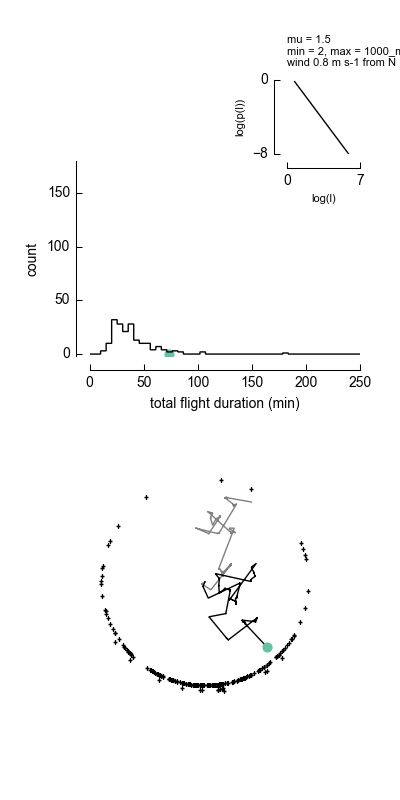 mu = 1.5
min = 2, max = 1000_m
wind 0.8 m s-1 from N
0
−8
log(p(l))
0 7
log(l)
150
100
50
0
count
0 50 100 150 200 250
total flight duration (min)